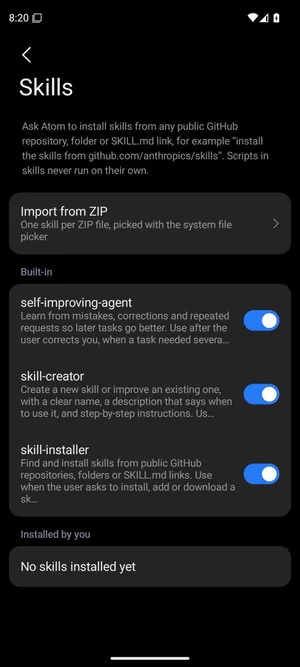 8:20
Skills
Ask Atom to install skills from any public GitHub
repository, folder or SKILL.md link, for example “install
the skills from github.com/anthropics/skills”. Scripts in
skills never run on their own.
Import from ZIP
One skill per ZIP file, picked with the system file
picker
Built-in
self-improving-agent
Learn from mistakes, corrections and repeated
requests so later tasks go better. Use after the
user corrects you, when a task needed severa...
skill-creator
Create a new skill or improve an existing one,
with a clear name, a description that says when
to use it, and step-by-step instructions. Us...
skill-installer
Find and install skills from public GitHub
repositories, folders or SKILL.md links. Use
when the user asks to install, add or download a
sk...
Installed by you
No skills installed yet